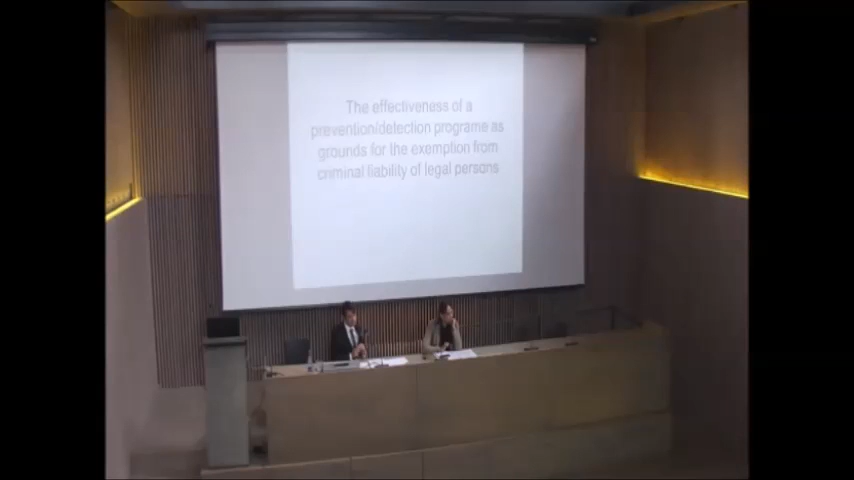 The effectiveness of a
prevention/detection programe as
grounds for the exemption from
criminal liability of legal persons